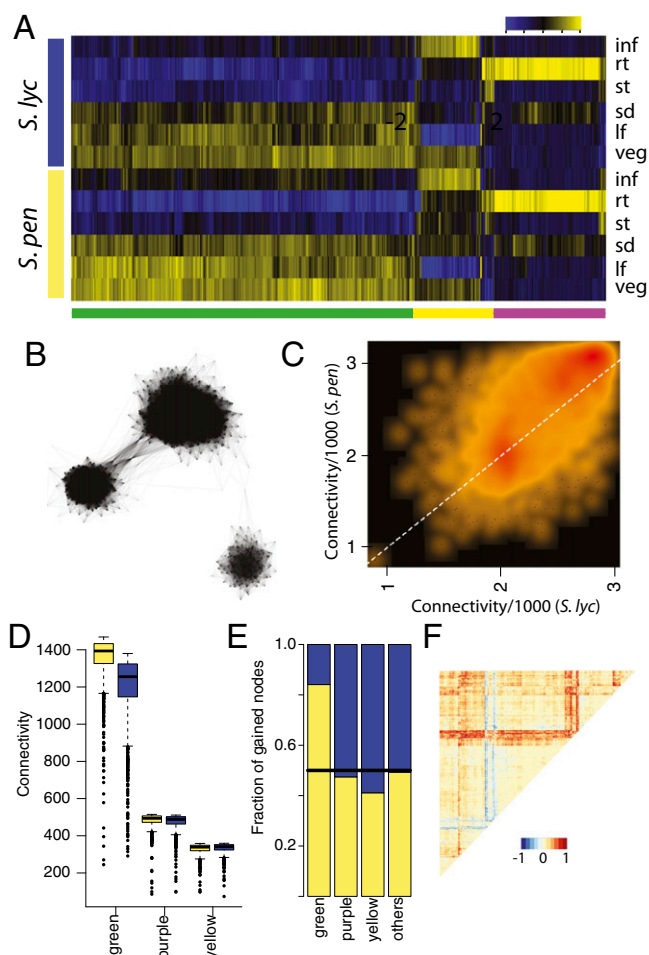 A
S. lyc
S. pen
-2
2
inf
rt
st
sd
lf
veg
inf
rt
st
sd
lf
veg
B
C
Connectivity/1000 (S. pen)
3
2
1
1
2
3
Connectivity/1000 (S. lyc)
D
Connectivity
1400
1200
1000
800
600
400
200
green
purple
yellow
E
Fraction of gained nodes
1.0
0.6
0.2
green
purple
yellow
others
F
-1 0 1